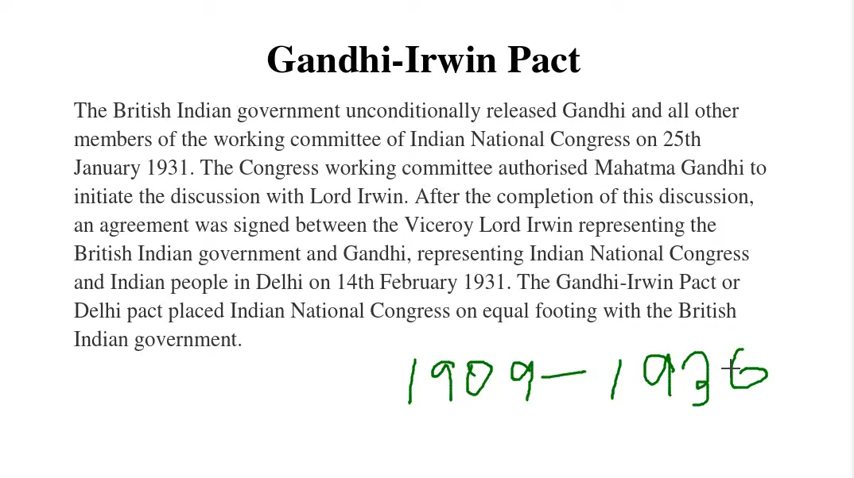 Gandhi-Irwin Pact
The British Indian government unconditionally released Gandhi and all other
members of the working committee of Indian National Congress on 25th
January 1931. The Congress working committee authorised Mahatma Gandhi to
initiate the discussion with Lord Irwin. After the completion of this discussion,
an agreement was signed between the Viceroy Lord Irwin representing the
British Indian government and Gandhi, representing Indian National Congress
and Indian people in Delhi on 14th February 1931. The Gandhi-Irwin Pact or
Delhi pact placed Indian National Congress on equal footing with the British
Indian government.
1909-1936